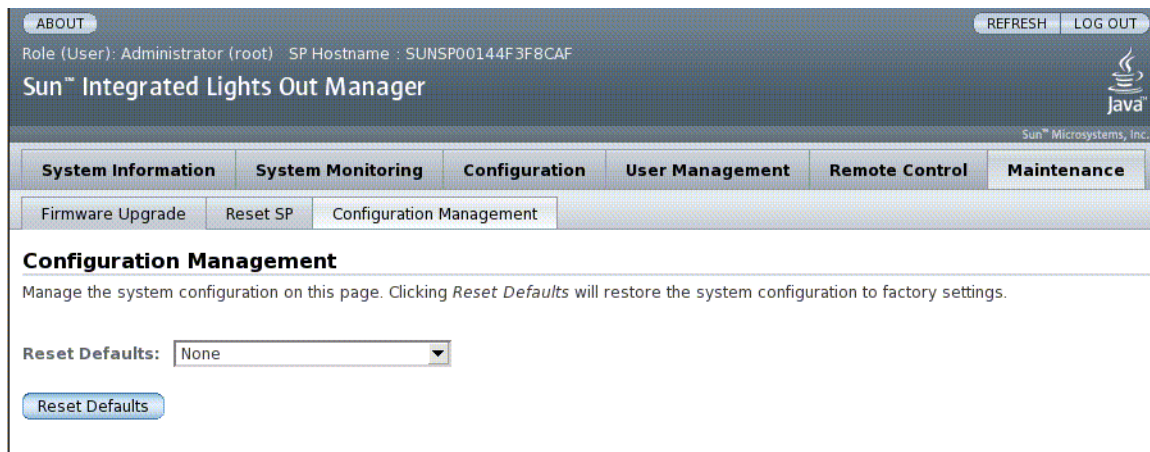 ABOUT REFRESH LOG OUT
Role (User): Administrator (root) SP Hostname : SUNSP00144F3F8CAF
Sun™ Integrated Lights Out Manager
Java™
Sun™ Microsystems, Inc.
System Information System Monitoring Configuration User Management Remote Control Maintenance
Firmware Upgrade Reset SP Configuration Management
Configuration Management
Manage the system configuration on this page. Clicking Reset Defaults will restore the system configuration to factory settings.
Reset Defaults: None
Reset Defaults